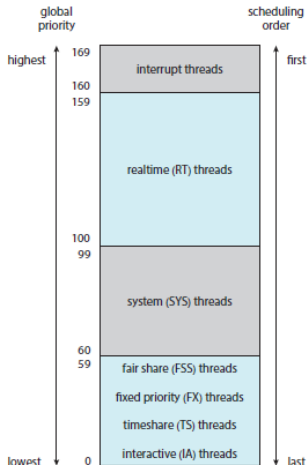 global priority
scheduling order
highest
169
first
interrupt threads
160
159
realtime (RT) threads
100
99
system (SYS) threads
60
59
fair share (FSS) threads
fixed priority (FX) threads
timeshare (TS) threads
interactive (IA) threads
lowest
0
last